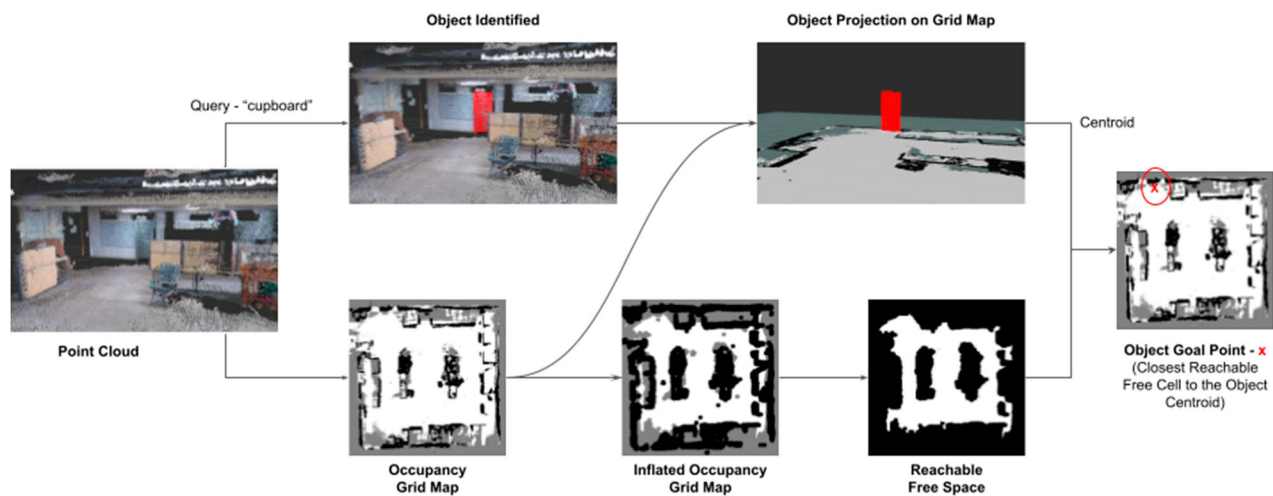 Object Identified
Object Projection on Grid Map
Query - “cupboard”
Centroid
Point Cloud
Object Goal Point - x
(Closest Reachable
Free Cell to the Object
Centroid)
Occupancy
Grid Map
Inflated Occupancy
Grid Map
Reachable
Free Space
x